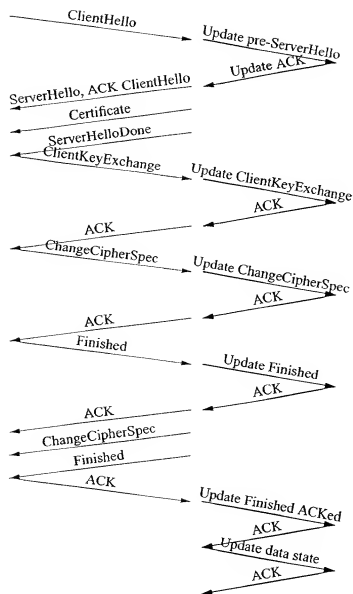 ClientHello
Update pre-ServerHello
Update ACK
ServerHello, ACK ClientHello
Certificate
ServerHelloDone
ClientKeyExchange
Update ClientKeyExchange
ACK
ACK
ChangeCipherSpec
Update ChangeCipherSpec
ACK
ACK
Finished
Update Finished
ACK
ACK
ChangeCipherSpec
Finished
ACK
Update Finished ACKed
ACK
Update data state
ACK